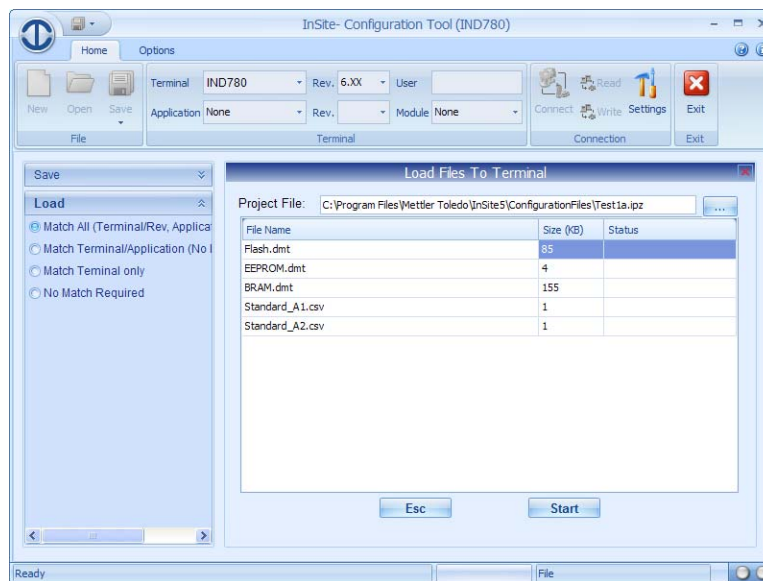 InSite- Configuration Tool (IND780)
Home Options
Terminal IND780 Rev. 6.XX User
New Open Save
Application None Rev. Module None
Connect Read Write Settings Exit
File Terminal Connection Exit
Save
Load
Match All (Terminal/Rev, Applica
Match Terminal/Application (No
Match Teminal only
No Match Required
Load Files To Terminal
Project File: C:\Program Files\Mettler Toledo\InSite5\ConfigurationFiles\Test1a.ipz ...
File Name Size (KB) Status
Flash.dmt 85
EEPROM.dmt 4
BRAM.dmt 155
Standard_A1.csv 1
Standard_A2.csv 1
Esc Start
Ready File